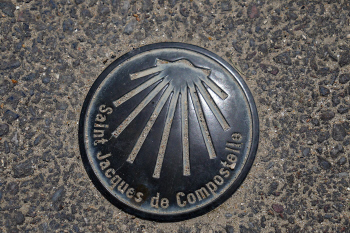 Saint Jacques de Compostelle